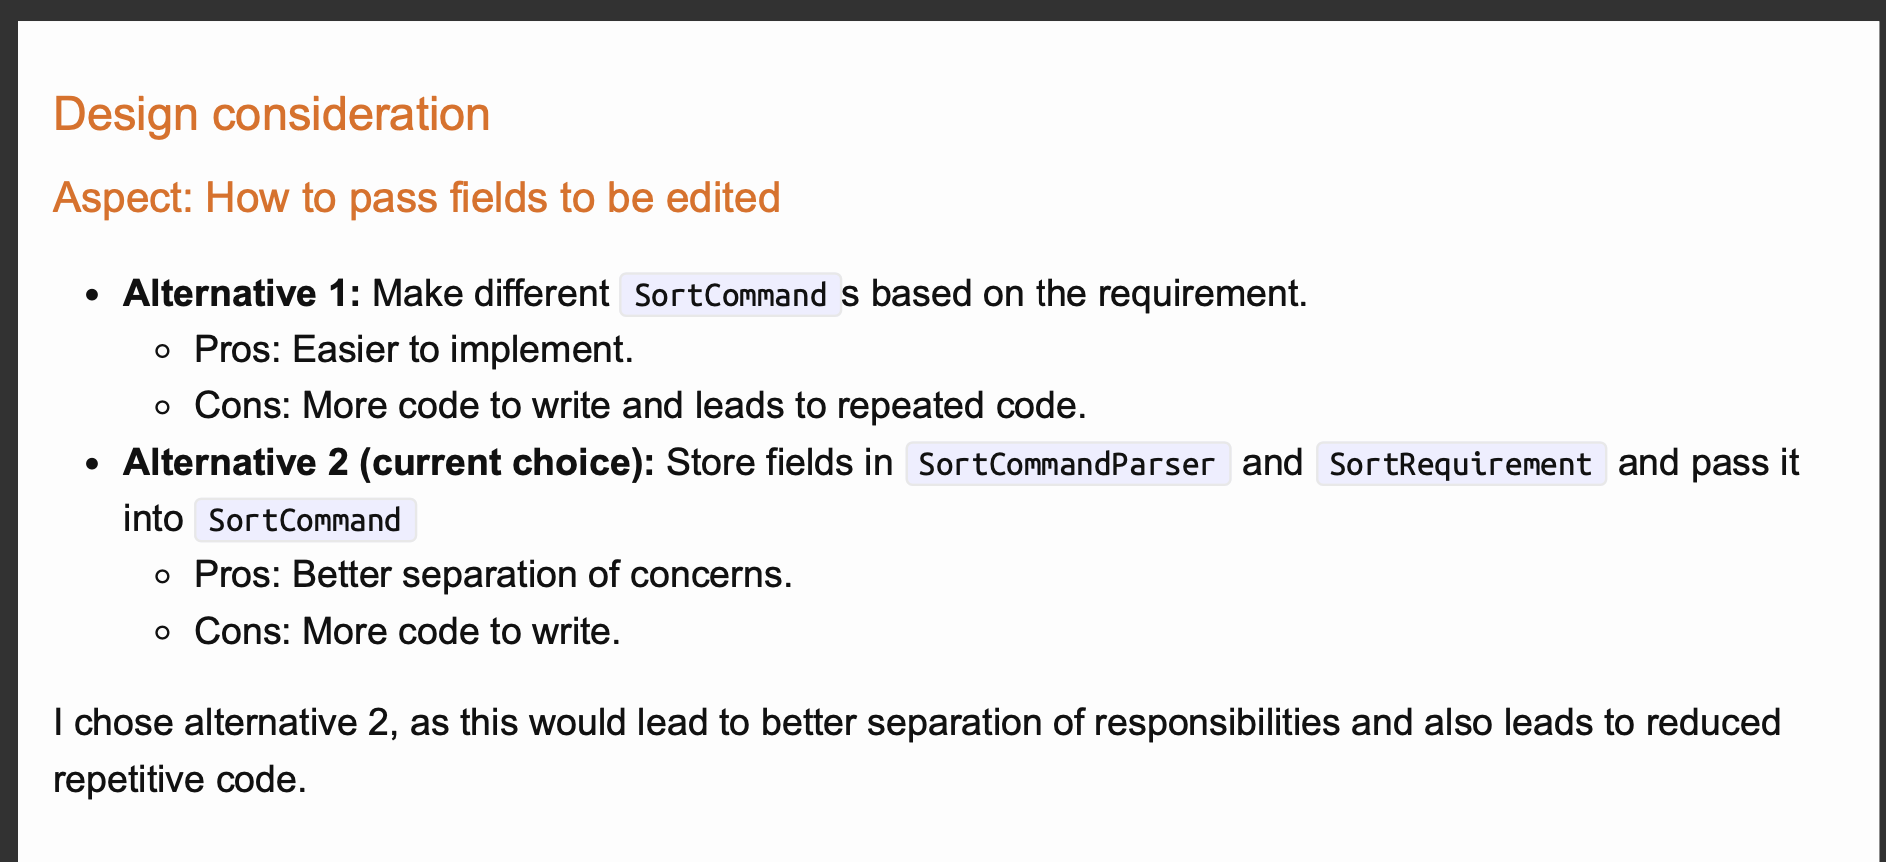 Design consideration
Aspect: How to pass fields to be edited
• Alternative 1: Make different SortCommands based on the requirement.
◦ Pros: Easier to implement.
◦ Cons: More code to write and leads to repeated code.
• Alternative 2 (current choice): Store fields in SortCommandParser and SortRequirement and pass it
into SortCommand
◦ Pros: Better separation of concerns.
◦ Cons: More code to write.
I chose alternative 2, as this would lead to better separation of responsibilities and also leads to reduced
repetitive code.